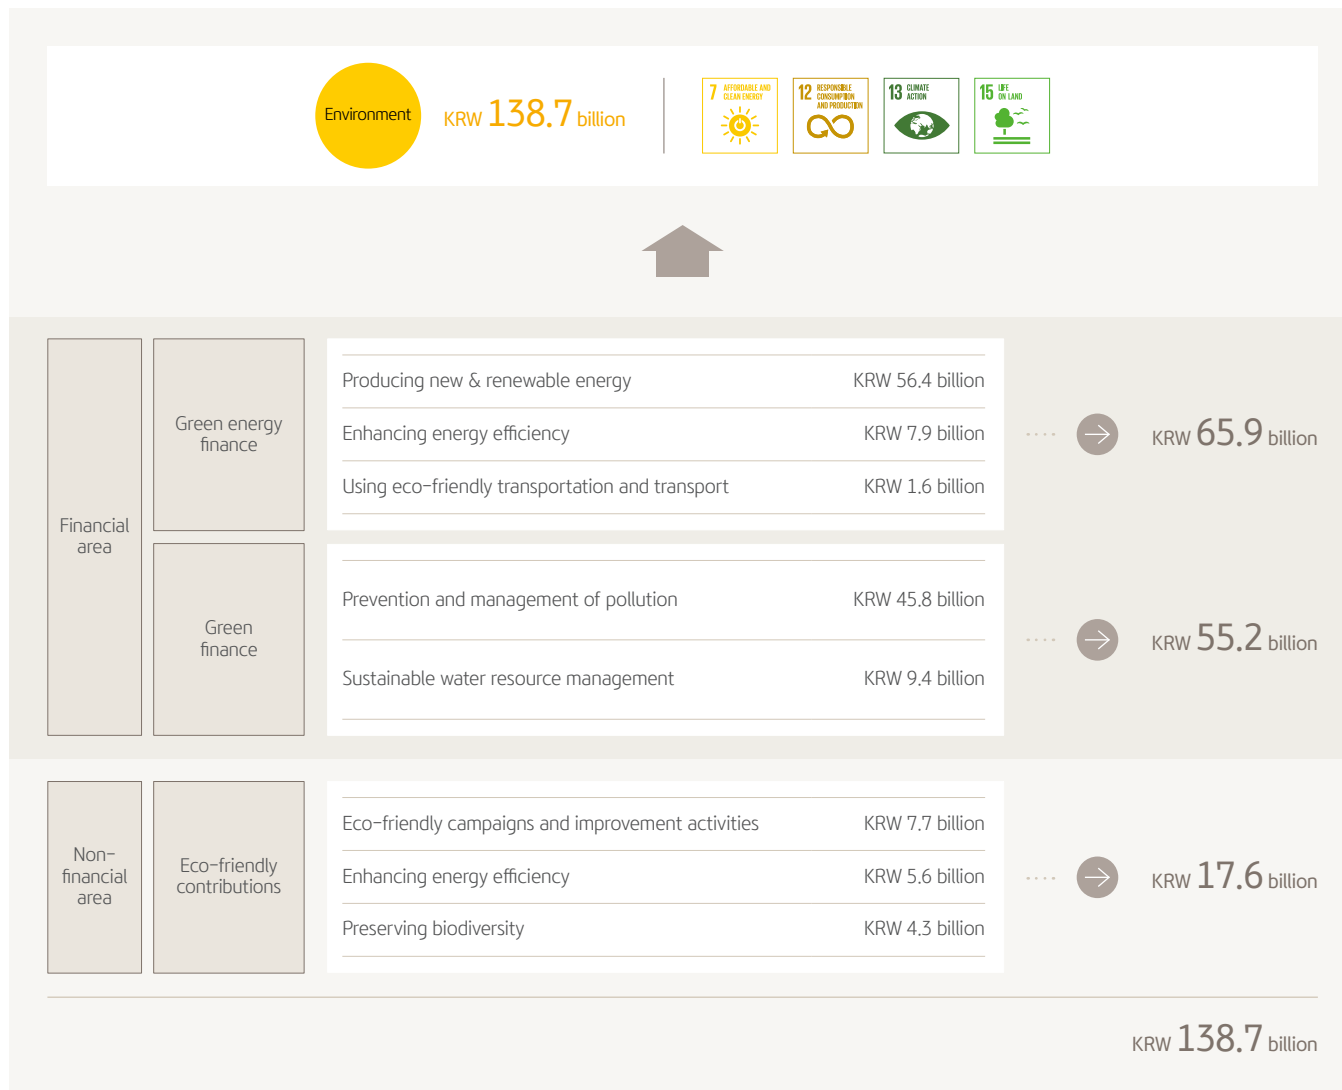 Environment
KRW 138.7 billion
7 AFFORDABLE AND
CLEAN ENERGY
12 RESPONSIBLE
CONSUMPTION
AND PRODUCTION
13 CLIMATE
ACTION
15 LIFE
ON LAND
Financial
area
Green energy
finance
Producing new & renewable energy KRW 56.4 billion
Enhancing energy efficiency KRW 7.9 billion
Using eco-friendly transportation and transport KRW 1.6 billion
KRW 65.9 billion
Green
finance
Prevention and management of pollution KRW 45.8 billion
Sustainable water resource management KRW 9.4 billion
KRW 55.2 billion
Non-
financial
area
Eco-friendly
contributions
Eco-friendly campaigns and improvement activities KRW 7.7 billion
Enhancing energy efficiency KRW 5.6 billion
Preserving biodiversity KRW 4.3 billion
KRW 17.6 billion
KRW 138.7 billion